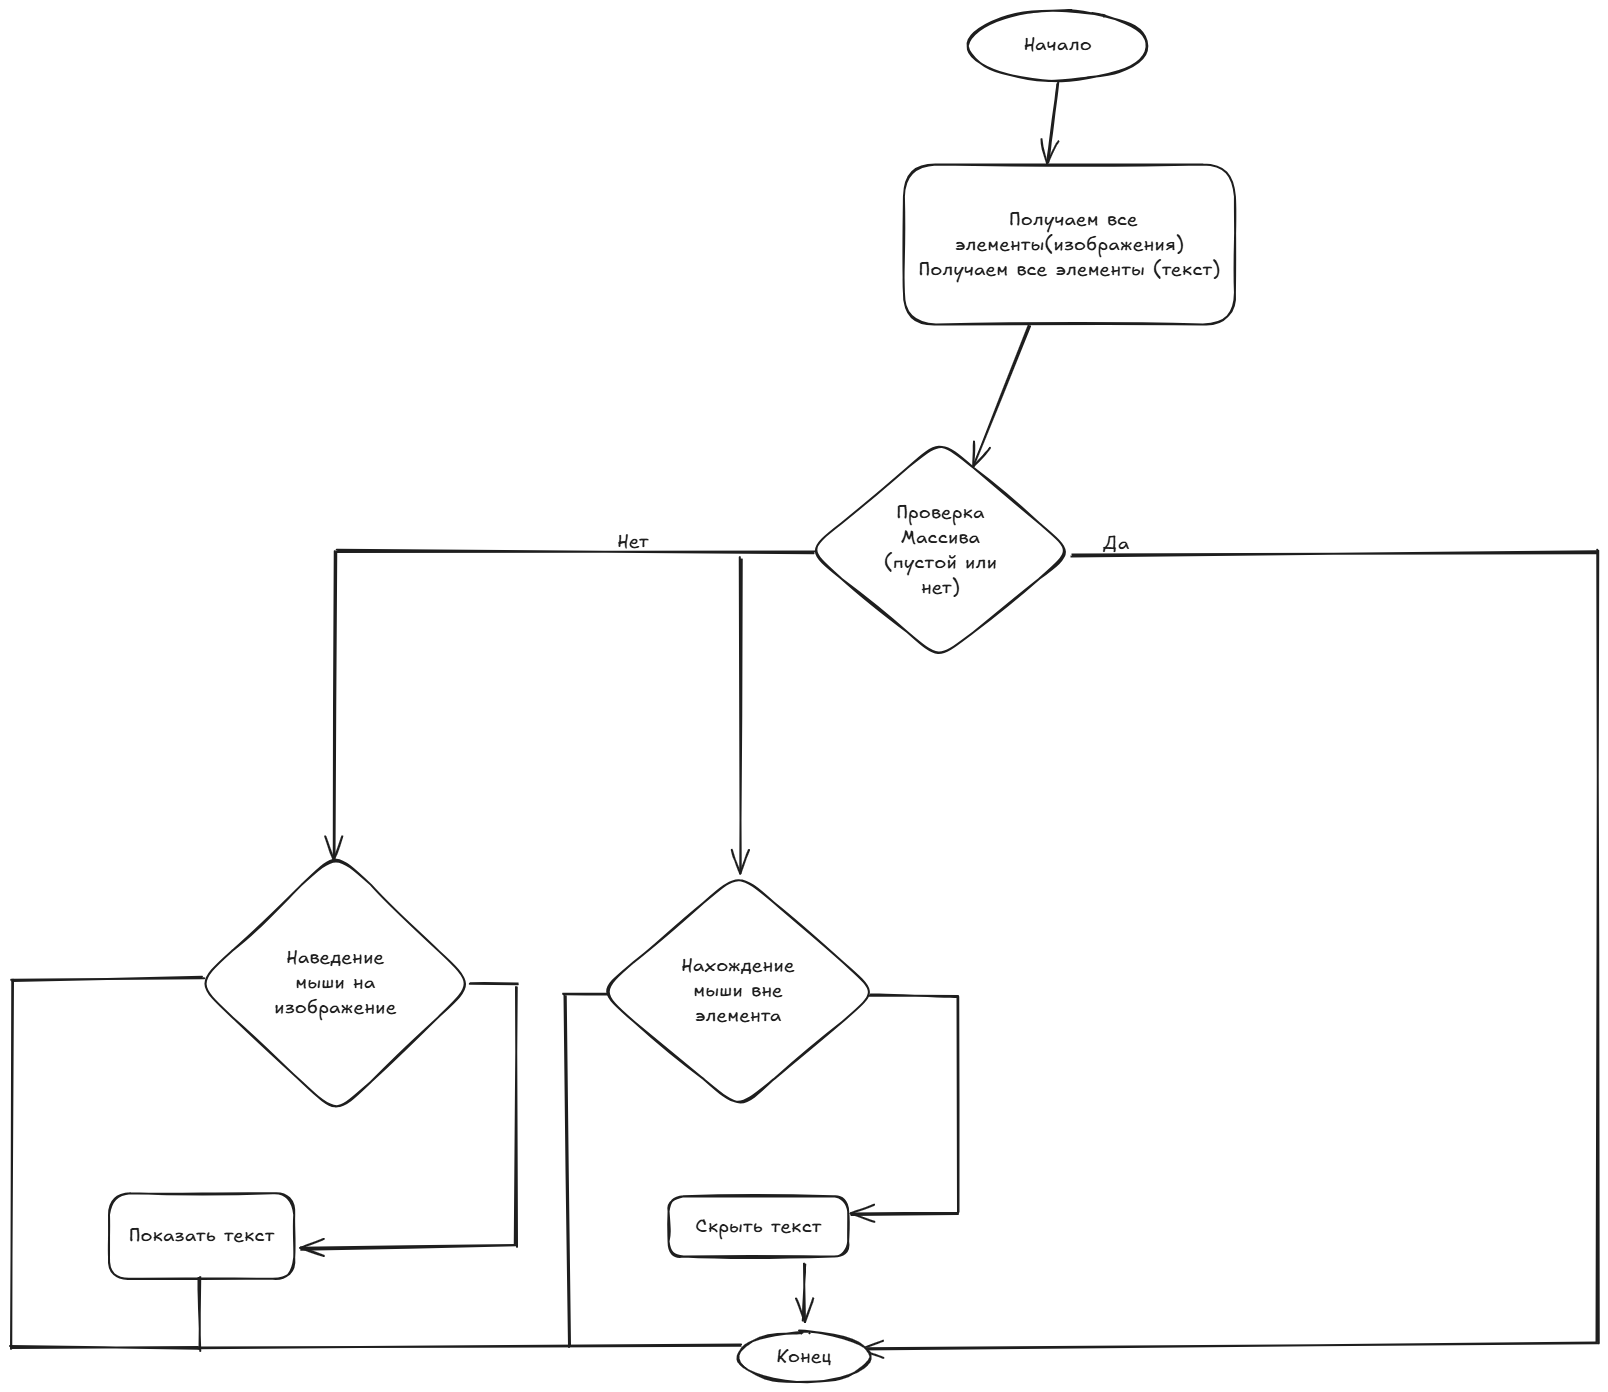 Начало
Получаем все
элементы(изображения)
Получаем все элементы (текст)
Проверка
Массива
(пустой или
нет)
Нет
Да
Наведение
мыши на
изображение
Нахождение
мыши вне
элемента
Показать текст
Скрыть текст
Конец